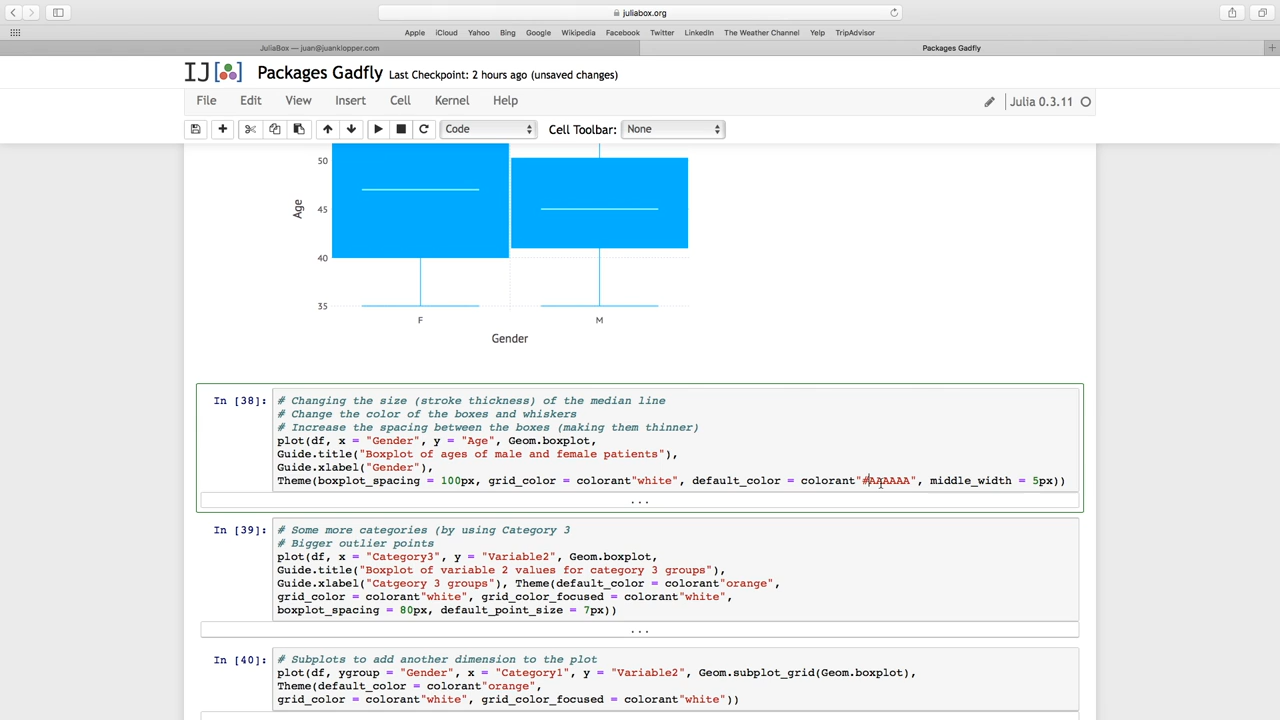 juliabox.org
Apple iCloud Yahoo Bing Google Wikipedia Facebook Twitter LinkedIn The Weather Channel Yelp TripAdvisor
JuliaBox — juan@juanklopper.com
Packages Gadfly
IJ[ ] Packages Gadfly Last Checkpoint: 2 hours ago (unsaved changes)
File Edit View Insert Cell Kernel Help
Julia 0.3.11
Code
Cell Toolbar: None
50
Age
45
40
35
F M
Gender
In [38]:
# Changing the size (stroke thickness) of the median line
# Change the color of the boxes and whiskers
# Increase the spacing between the boxes (making them thinner)
plot(df, x = "Gender", y = "Age", Geom.boxplot,
Guide.title("Boxplot of ages of male and female patients"),
Guide.xlabel("Gender"),
Theme(boxplot_spacing = 100px, grid_color = colorant"white", default_color = colorant"#AAAAAA", middle_width = 5px))
...
In [39]:
# Some more categories (by using Category 3
# Bigger outlier points
plot(df, x = "Category3", y = "Variable2", Geom.boxplot,
Guide.title("Boxplot of variable 2 values for category 3 groups"),
Guide.xlabel("Catgeory 3 groups"), Theme(default_color = colorant"orange",
grid_color = colorant"white", grid_color_focused = colorant"white",
boxplot_spacing = 80px, default_point_size = 7px))
...
In [40]:
# Subplots to add another dimension to the plot
plot(df, ygroup = "Gender", x = "Category1", y = "Variable2", Geom.subplot_grid(Geom.boxplot),
Theme(default_color = colorant"orange",
grid_color = colorant"white", grid_color_focused = colorant"white"))